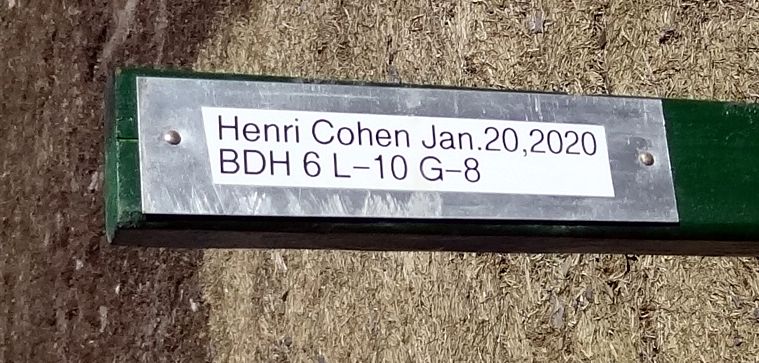 Henri Cohen Jan.20,2020
BDH 6 L-10 G-8